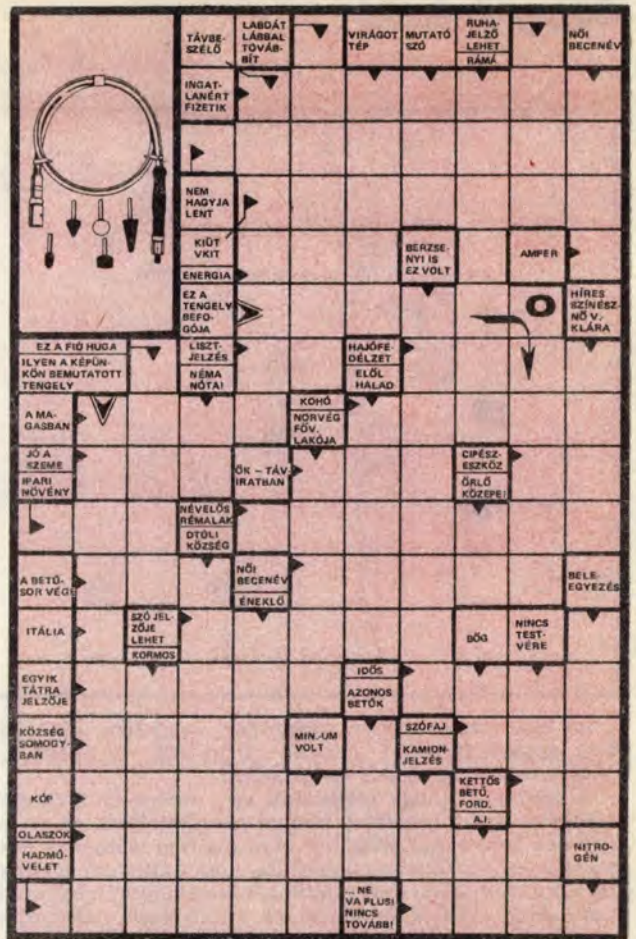 TÁVBE-
SZÉLŐ
LABDÁT
LÁBBAL
TOVÁB-
BÍT
VIRÁGOT
TÉP
MUTATÓ
SZÓ
RUHA-
JELZŐ
LEHET
RÁMÁ
NŐI
BECENÉV
INGAT-
LANÉRT
FIZETIK
NEM
HAGYJA
LENT
KIÜT
VKIT
ENERGIA
BERZSE-
NYI IS
EZ VOLT
AMPER
EZ A
TENGELY
BEFO-
GÓJA
O
HÍRES
SZÍNÉSZ-
NŐ V.
KLÁRA
EZ A FIÓ HÚGA
ILYEN A KÉPÜN-
KÖN BEMUTATOTT
TENGELY
LISZT-
JELZÉS
NÉMA
NÓTA!
HAJÓFE-
DÉLZET
ELŐL
HALAD
A MA-
GASBAN
KOHÓ
NORVÉG
FŐV.
LAKÓJA
JÓ A
SZEME
IPARI
NÖVÉNY
ŐK – TÁV-
IRATBAN
CIPÉSZ-
ESZKÖZ
ŐRLŐ
KÖZEPE!
NÉVELŐS
RÉMALAK
DTÚLI
KÖZSÉG
A BETŰ-
SOR VÉGE
NŐI
BECENÉV
ÉNEKLŐ
BELE-
EGYEZÉS
ITÁLIA
SZÓ JEL-
ZŐJE
LEHET
KORMOS
BŐG
NINCS
TEST-
VÉRE
EGYIK
TÁTRA
JELZŐJE
IDŐS
AZONOS
BETŰK
KÖZSÉG
SOMOGY-
BAN
MIN.-UM
VOLT
SZÓFAJ
KAMION-
JELZÉS
KÓP
KETTŐS
BETŰ,
FORD.
A.I.
OLASZOK
HADMŰ-
VELET
NITRO-
GÉN
... NE
VA PLUS!
NINCS
TOVÁBB!